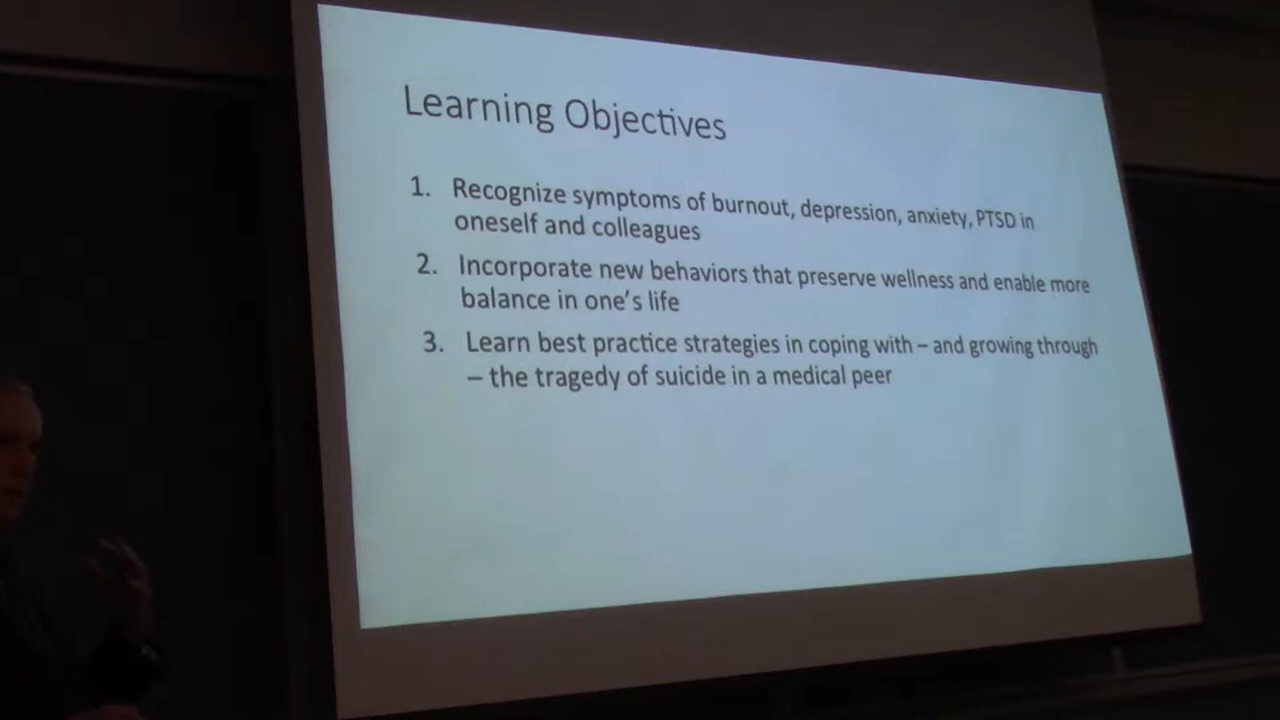 Learning Objectives
1. Recognize symptoms of burnout, depression, anxiety, PTSD in
oneself and colleagues
2. Incorporate new behaviors that preserve wellness and enable more
balance in one's life
3. Learn best practice strategies in coping with – and growing through
– the tragedy of suicide in a medical peer